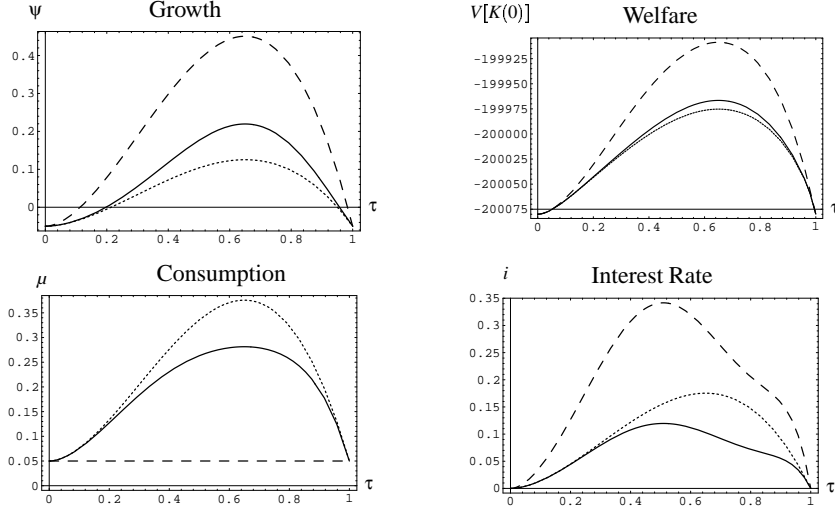 Growth
ψ
0.4
0.3
0.2
0.1
0
0 0.2 0.4 0.6 0.8 1
τ
Welfare
V[K(0)]
-199925
-199950
-199975
-200000
-200025
-200050
-200075
0 0.2 0.4 0.6 0.8 1
τ
Consumption
μ
0.35
0.3
0.25
0.2
0.15
0.1
0.05
0
0 0.2 0.4 0.6 0.8 1
τ
Interest Rate
i
0.35
0.3
0.25
0.2
0.15
0.1
0.05
0
0 0.2 0.4 0.6 0.8 1
τ